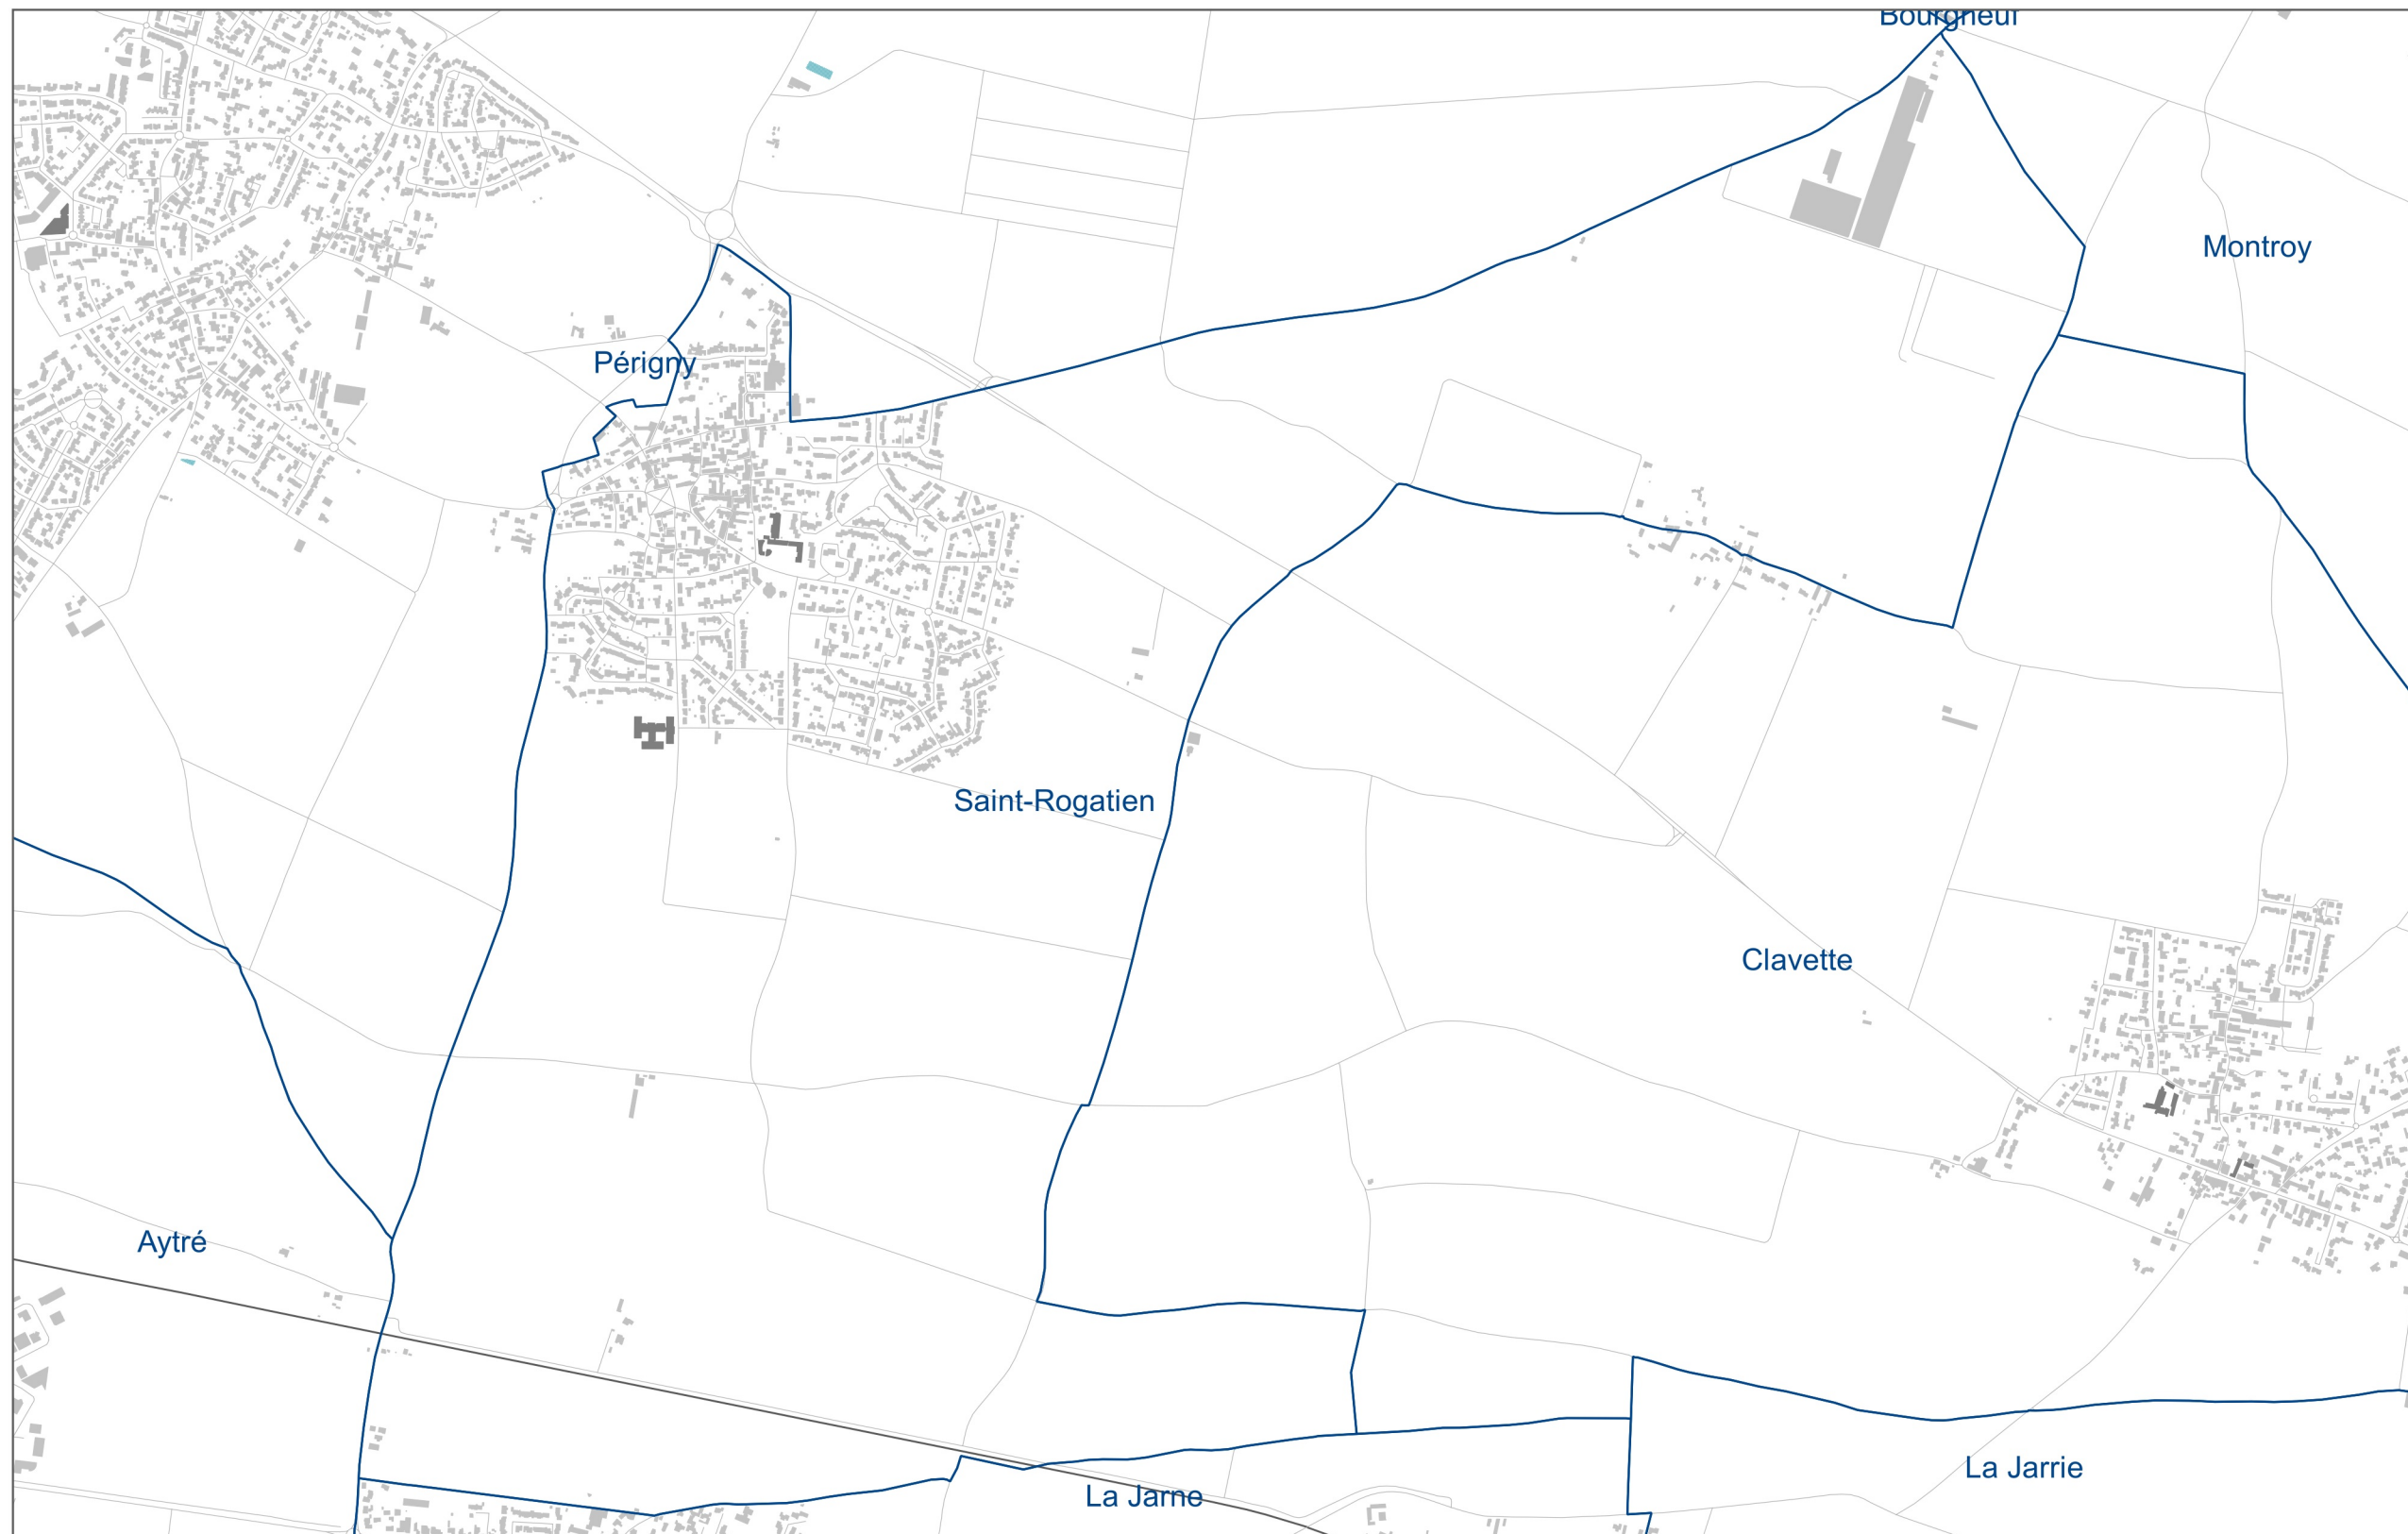 Bourgneuf
Montroy
Périgny
Saint-Rogatien
Clavette
Aytré
La Jarrie
La Jarne